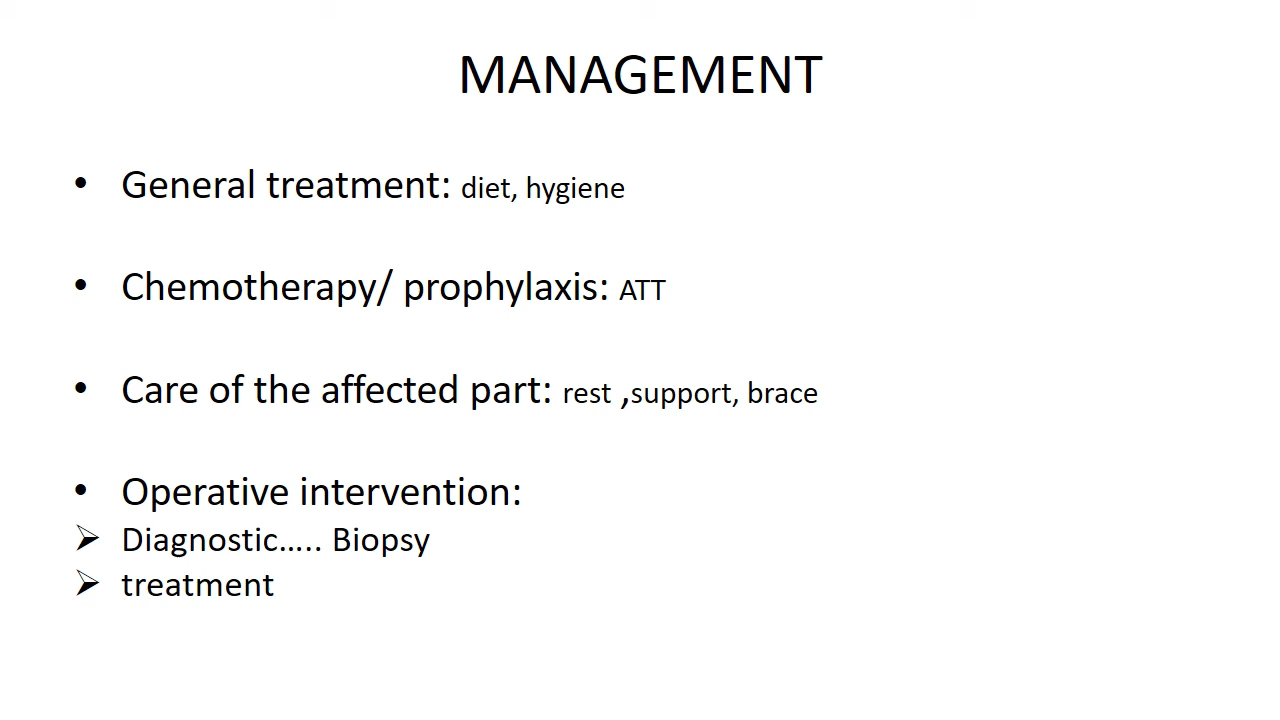 MANAGEMENT
• General treatment: diet, hygiene
• Chemotherapy/ prophylaxis: ATT
• Care of the affected part: rest ,support, brace
• Operative intervention:
➢ Diagnostic….. Biopsy
➢ treatment